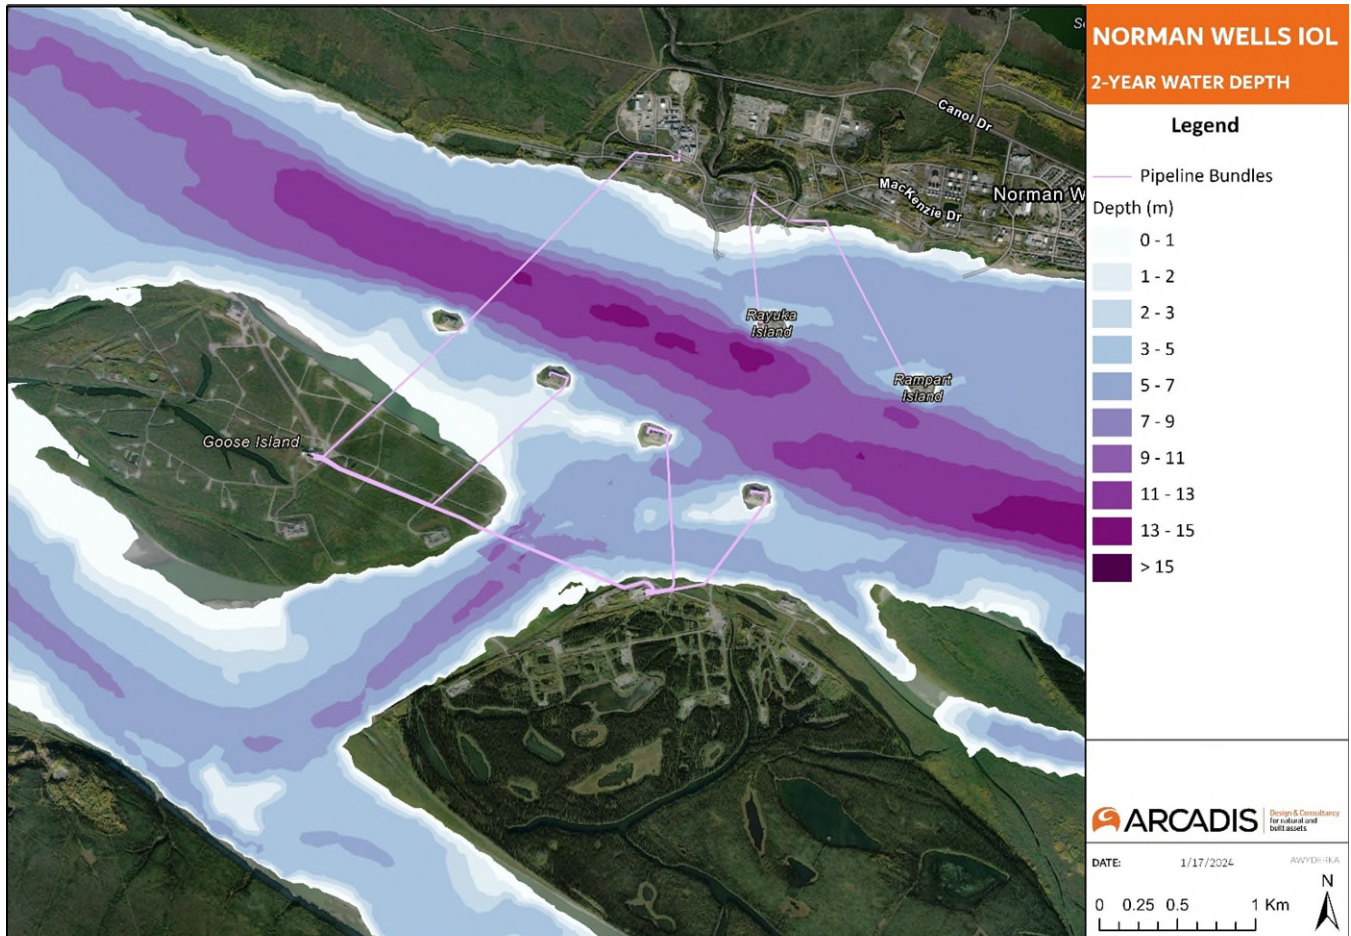 NORMAN WELLS IOL
2-YEAR WATER DEPTH
Legend
Pipeline Bundles
Depth (m)
0 - 1
1 - 2
2 - 3
3 - 5
5 - 7
7 - 9
9 - 11
11 - 13
13 - 15
> 15
Canol Dr
MacKenzie Dr
Norman W
Rayuka
Island
Rampart
Island
Goose Island
ARCADIS
Design & Consultancy
for natural and
built assets
DATE: 1/17/2024 AWYDERKA
N
0 0.25 0.5 1 Km